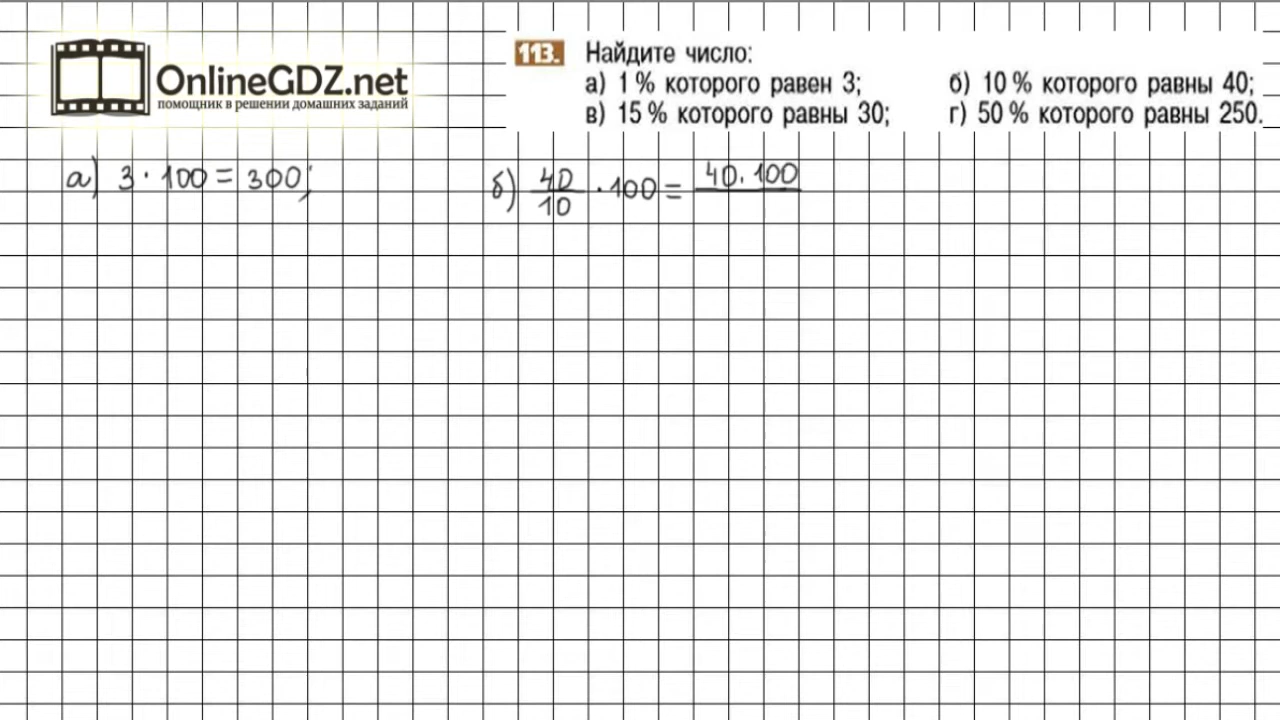 OnlineGDZ.net
помощник в решении домашних заданий
113. Найдите число:
а) 1 % которого равен 3; б) 10 % которого равны 40;
в) 15 % которого равны 30; г) 50 % которого равны 250.
а) 3 · 100 = 300;
б) 40/10 · 100 = 40 · 100